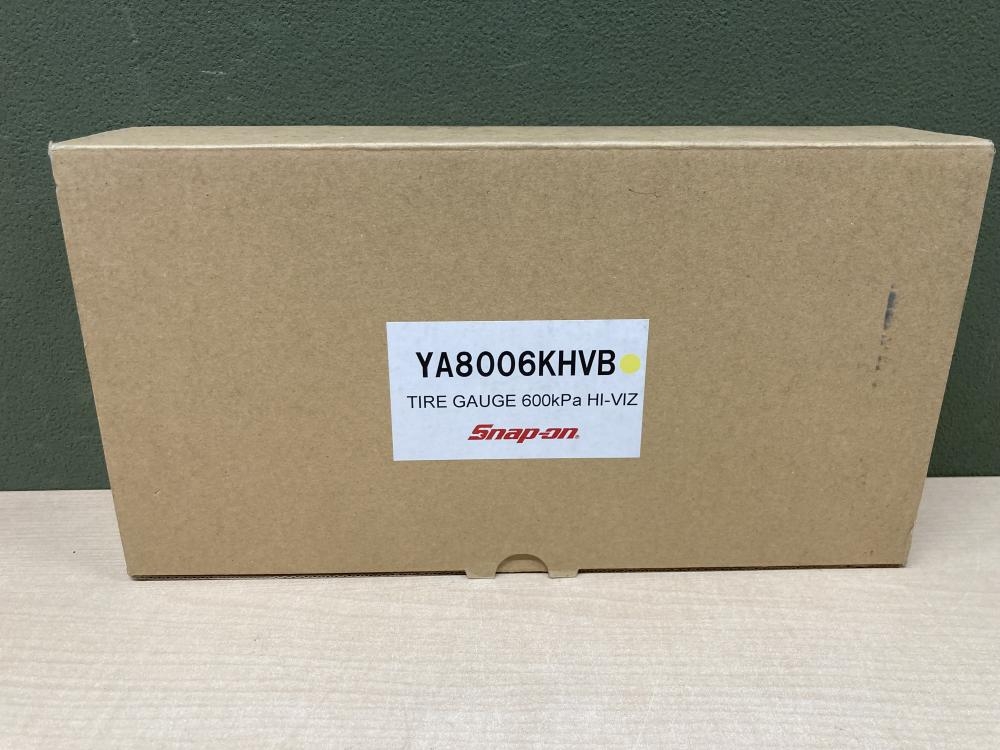 YA8006KHVB
TIRE GAUGE 600kPa HI-VIZ
Snap-on®